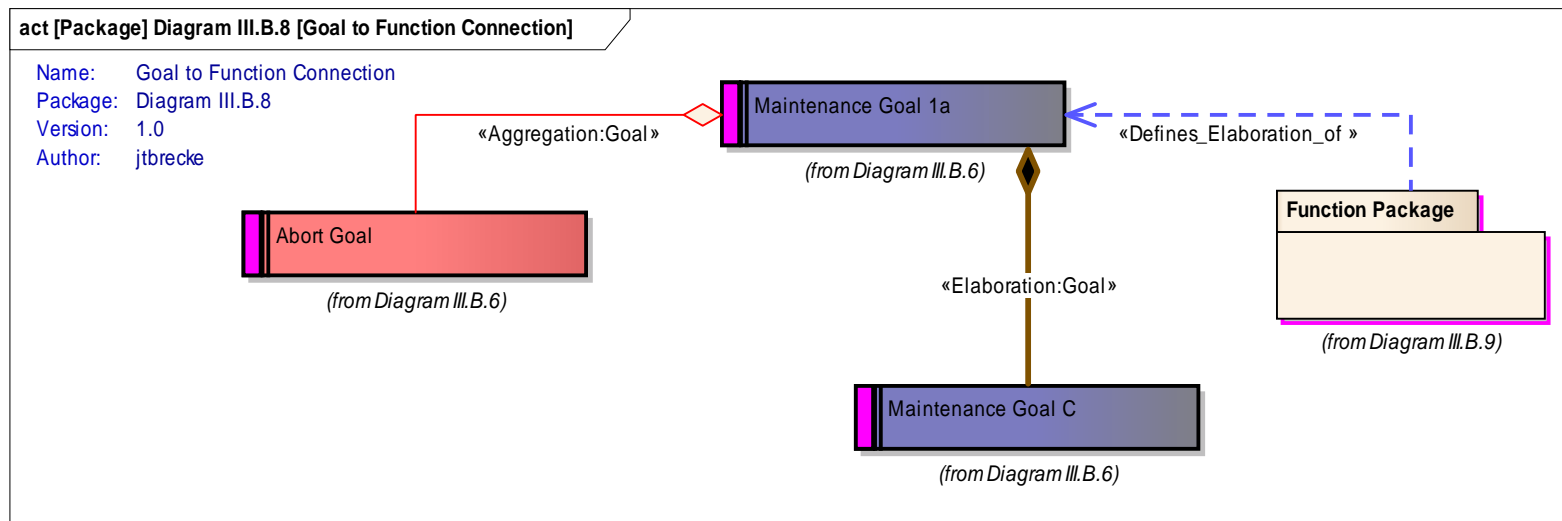 act [Package] Diagram III.B.8 [Goal to Function Connection]
Name: Goal to Function Connection
Package: Diagram III.B.8
Version: 1.0
Author: jtbrecke
Maintenance Goal 1a
«Aggregation:Goal»
«Defines_Elaboration_of »
(from Diagram III.B.6)
Abort Goal
Function Package
(from Diagram III.B.6)
«Elaboration:Goal»
(from Diagram III.B.9)
Maintenance Goal C
(from Diagram III.B.6)